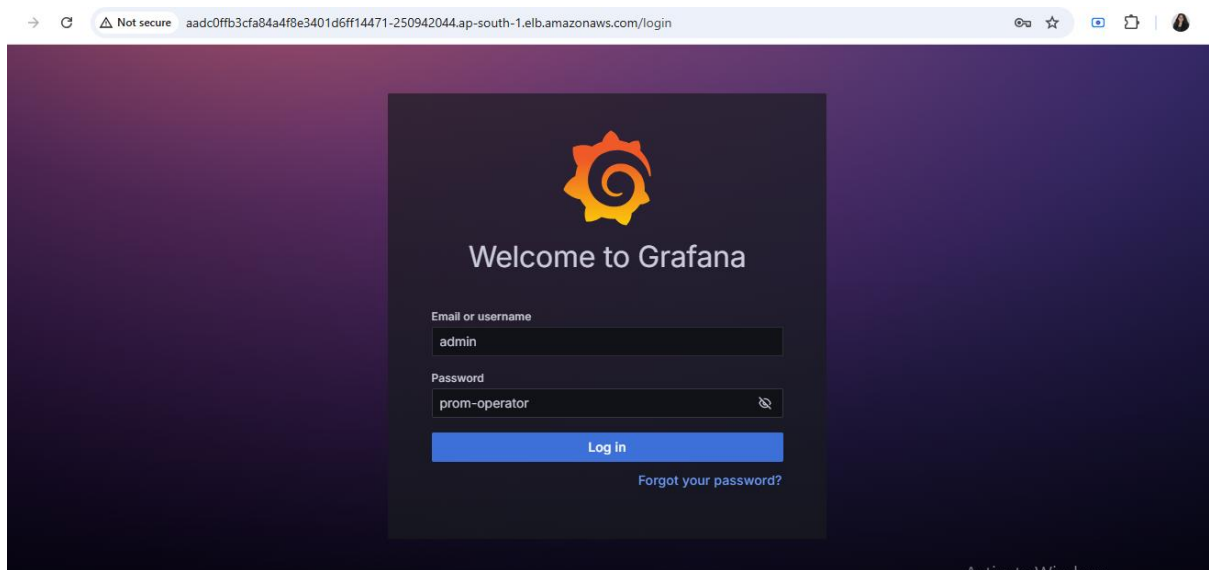 Not secure aadc0ffb3cfa84a4f8e3401d6ff14471-250942044.ap-south-1.elb.amazonaws.com/login
Welcome to Grafana
Email or username
admin
Password
prom-operator
Log in
Forgot your password?